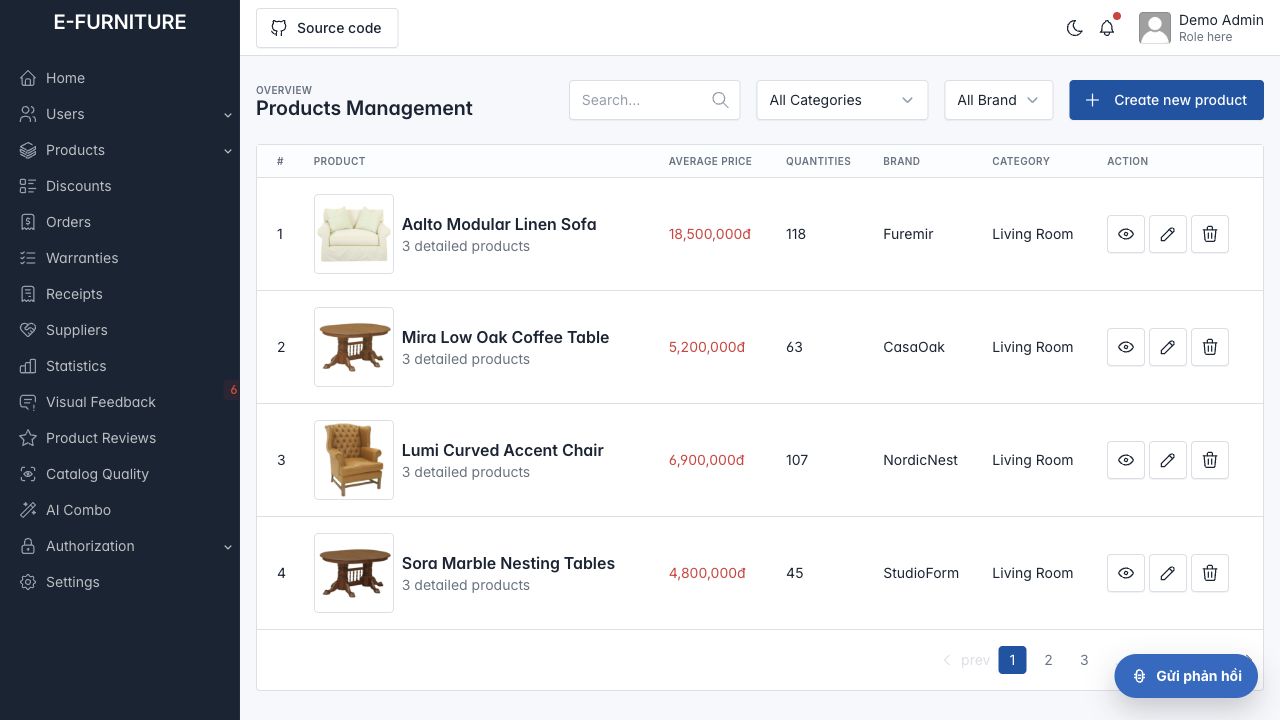 E-FURNITURE
Source code
Demo Admin
Role here
Home
Users
Products
Discounts
Orders
Warranties
Receipts
Suppliers
Statistics
6
Visual Feedback
Product Reviews
Catalog Quality
AI Combo
Authorization
Settings
OVERVIEW
Products Management
Search...
All Categories
All Brand
Create new product
# PRODUCT AVERAGE PRICE QUANTITIES BRAND CATEGORY ACTION
1 Aalto Modular Linen Sofa 18,500,000đ 118 Furemir Living Room
3 detailed products
2 Mira Low Oak Coffee Table 5,200,000đ 63 CasaOak Living Room
3 detailed products
3 Lumi Curved Accent Chair 6,900,000đ 107 NordicNest Living Room
3 detailed products
4 Sora Marble Nesting Tables 4,800,000đ 45 StudioForm Living Room
3 detailed products
prev 1 2 3
Gửi phản hồi